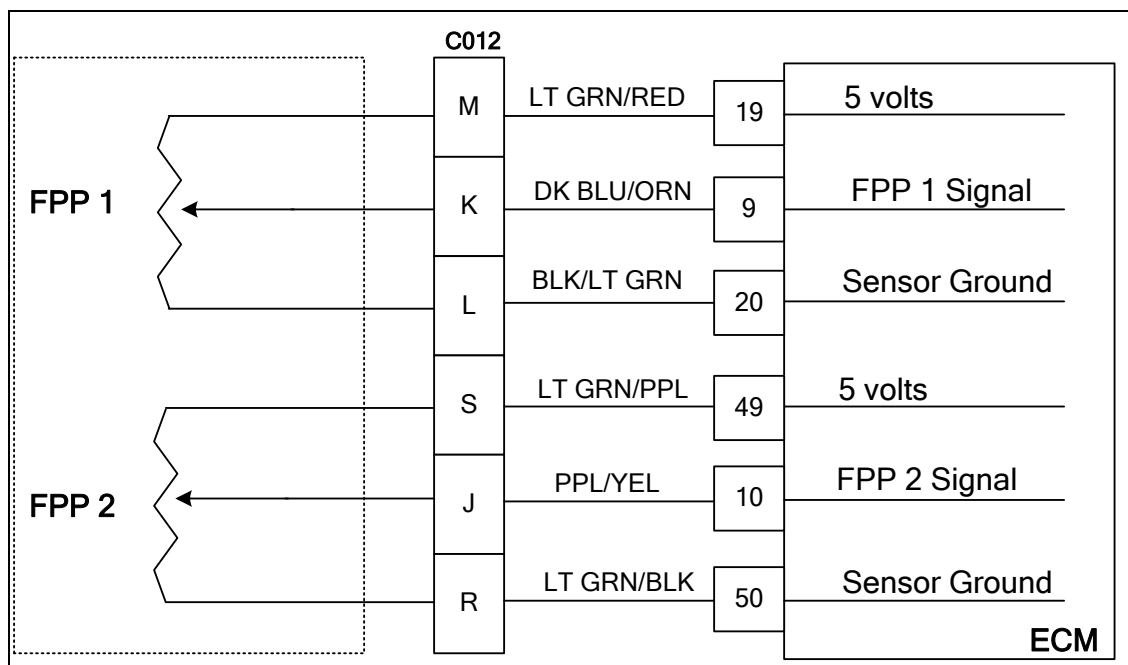 C012
M LT GRN/RED 19 5 volts
FPP 1 K DK BLU/ORN 9 FPP 1 Signal
L BLK/LT GRN 20 Sensor Ground
S LT GRN/PPL 49 5 volts
FPP 2 J PPL/YEL 10 FPP 2 Signal
R LT GRN/BLK 50 Sensor Ground
ECM